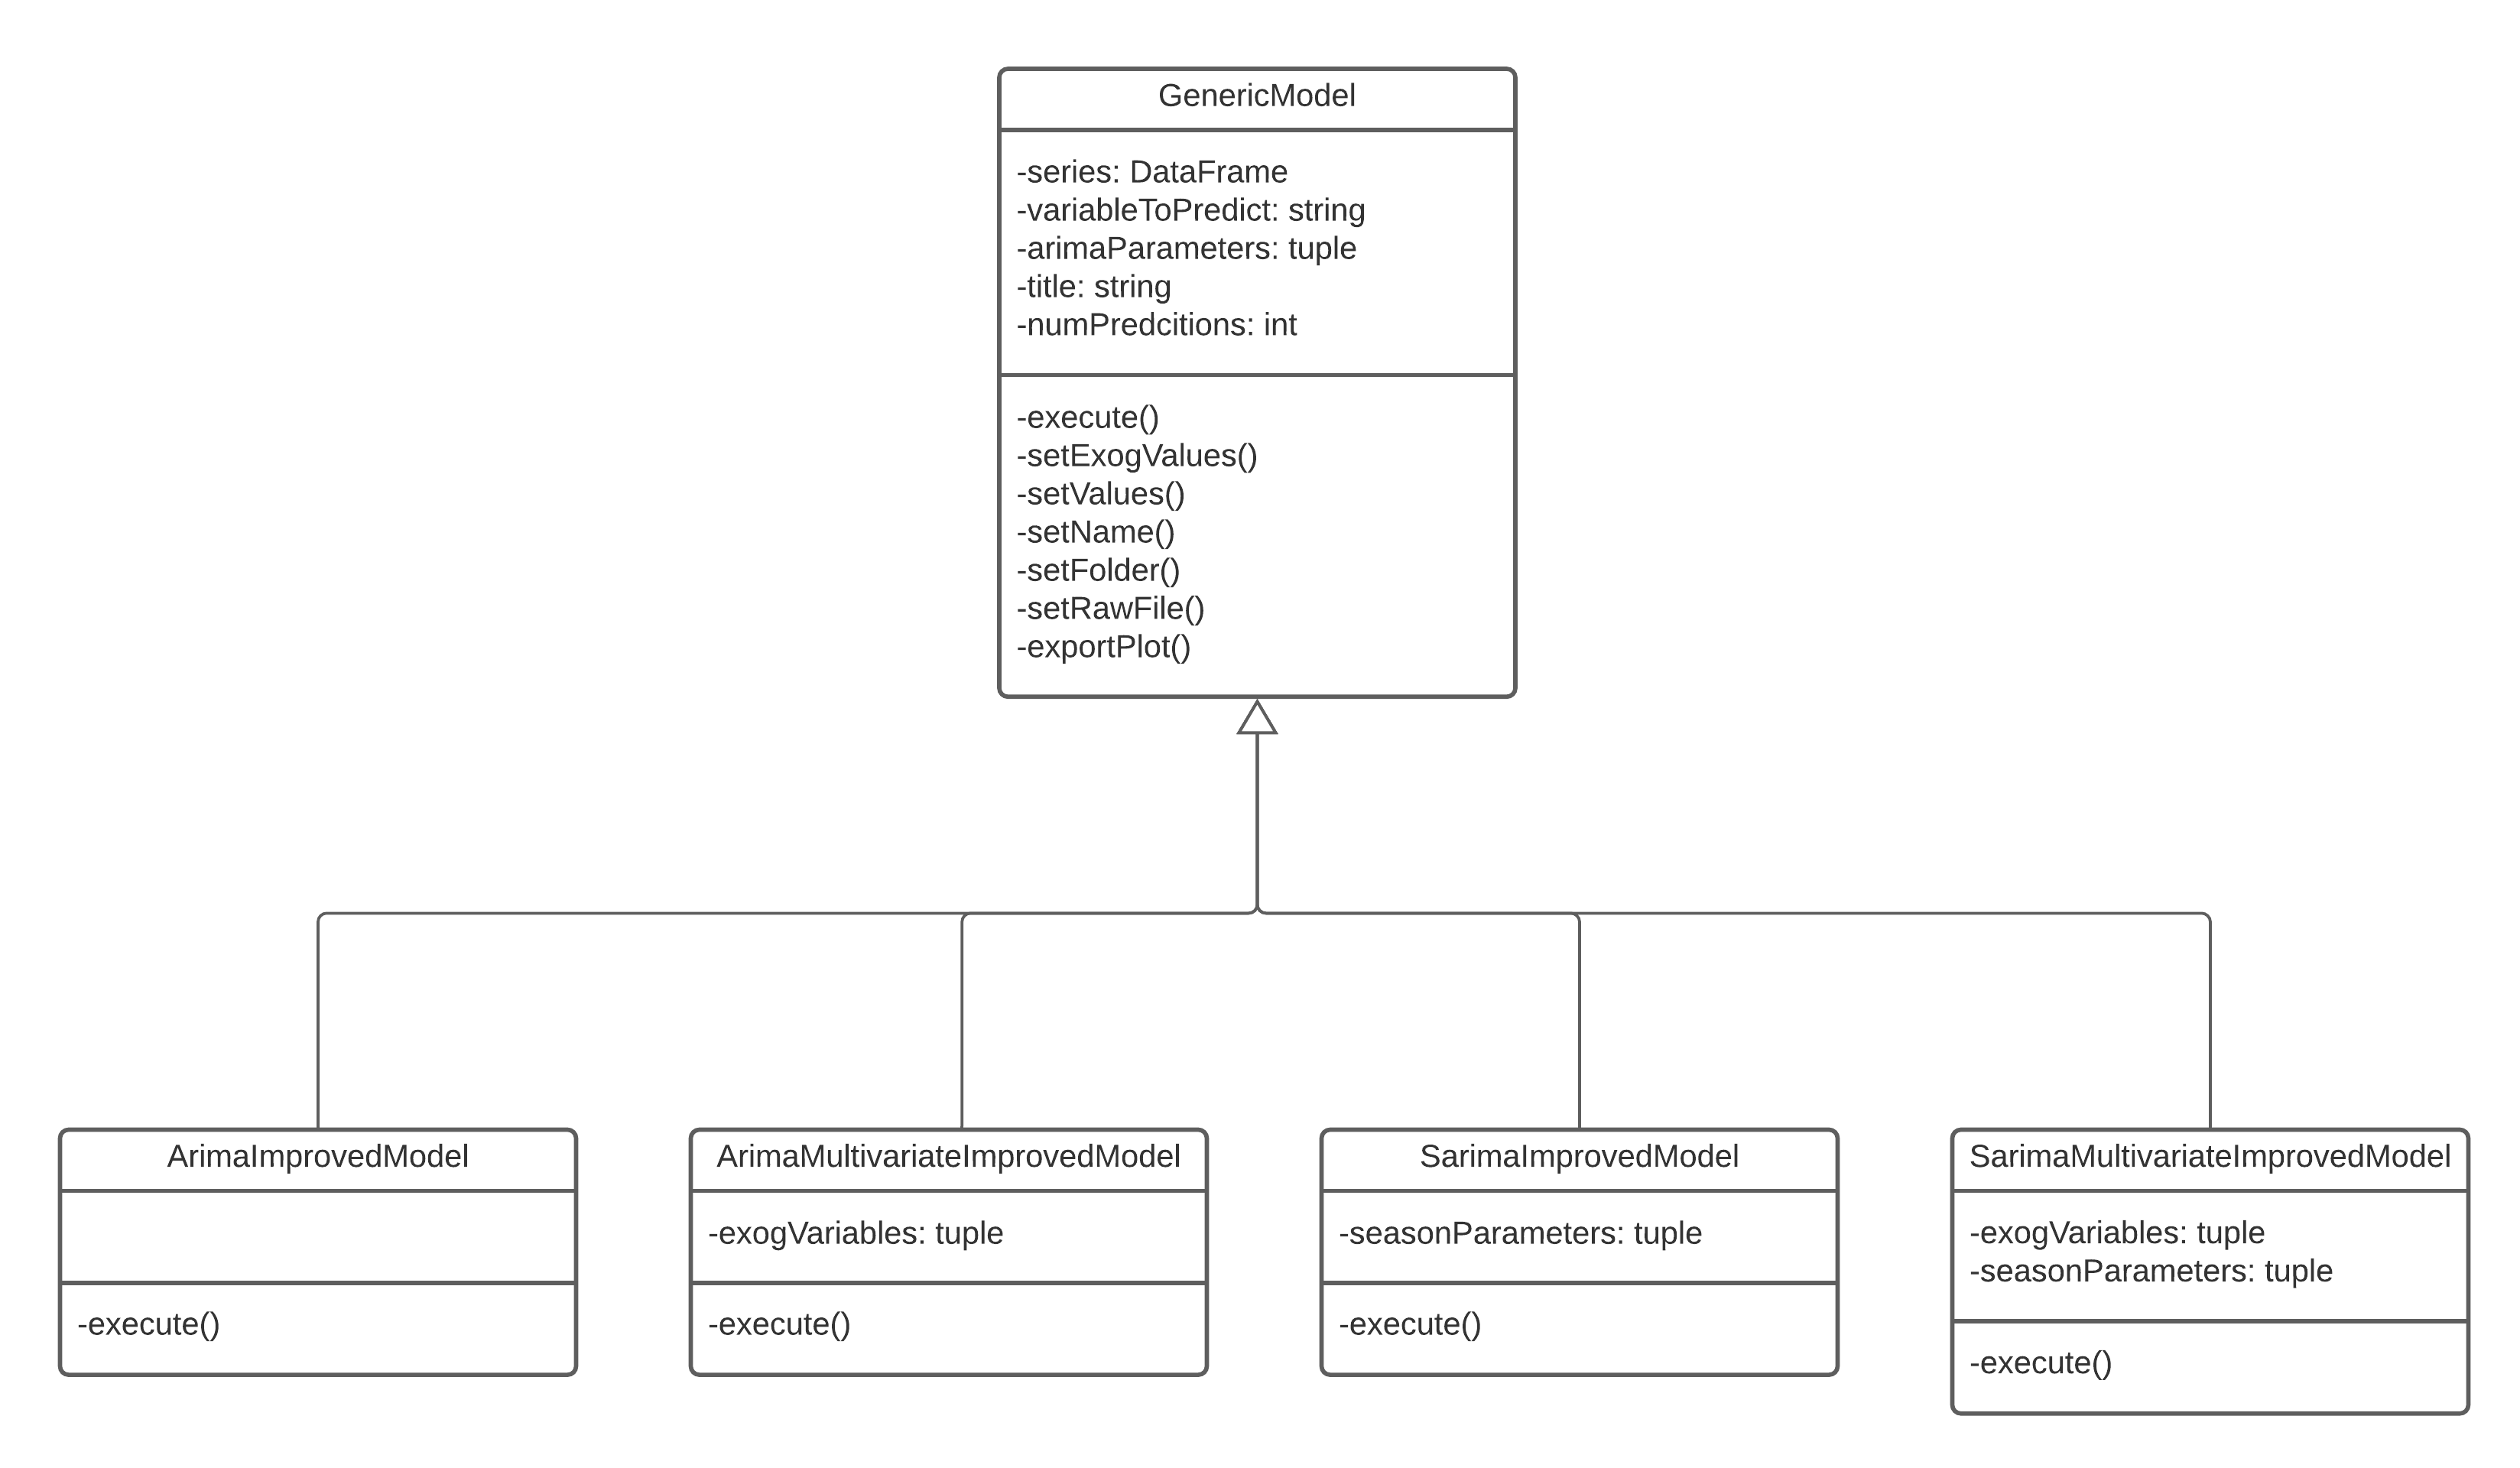 GenericModel
-series: DataFrame
-variableToPredict: string
-arimaParameters: tuple
-title: string
-numPredcitions: int
-execute()
-setExogValues()
-setValues()
-setName()
-setFolder()
-setRawFile()
-exportPlot()
ArimaImprovedModel
-execute()
ArimaMultivariateImprovedModel
-exogVariables: tuple
-execute()
SarimaImprovedModel
-seasonParameters: tuple
-execute()
SarimaMultivariateImprovedModel
-exogVariables: tuple
-seasonParameters: tuple
-execute()